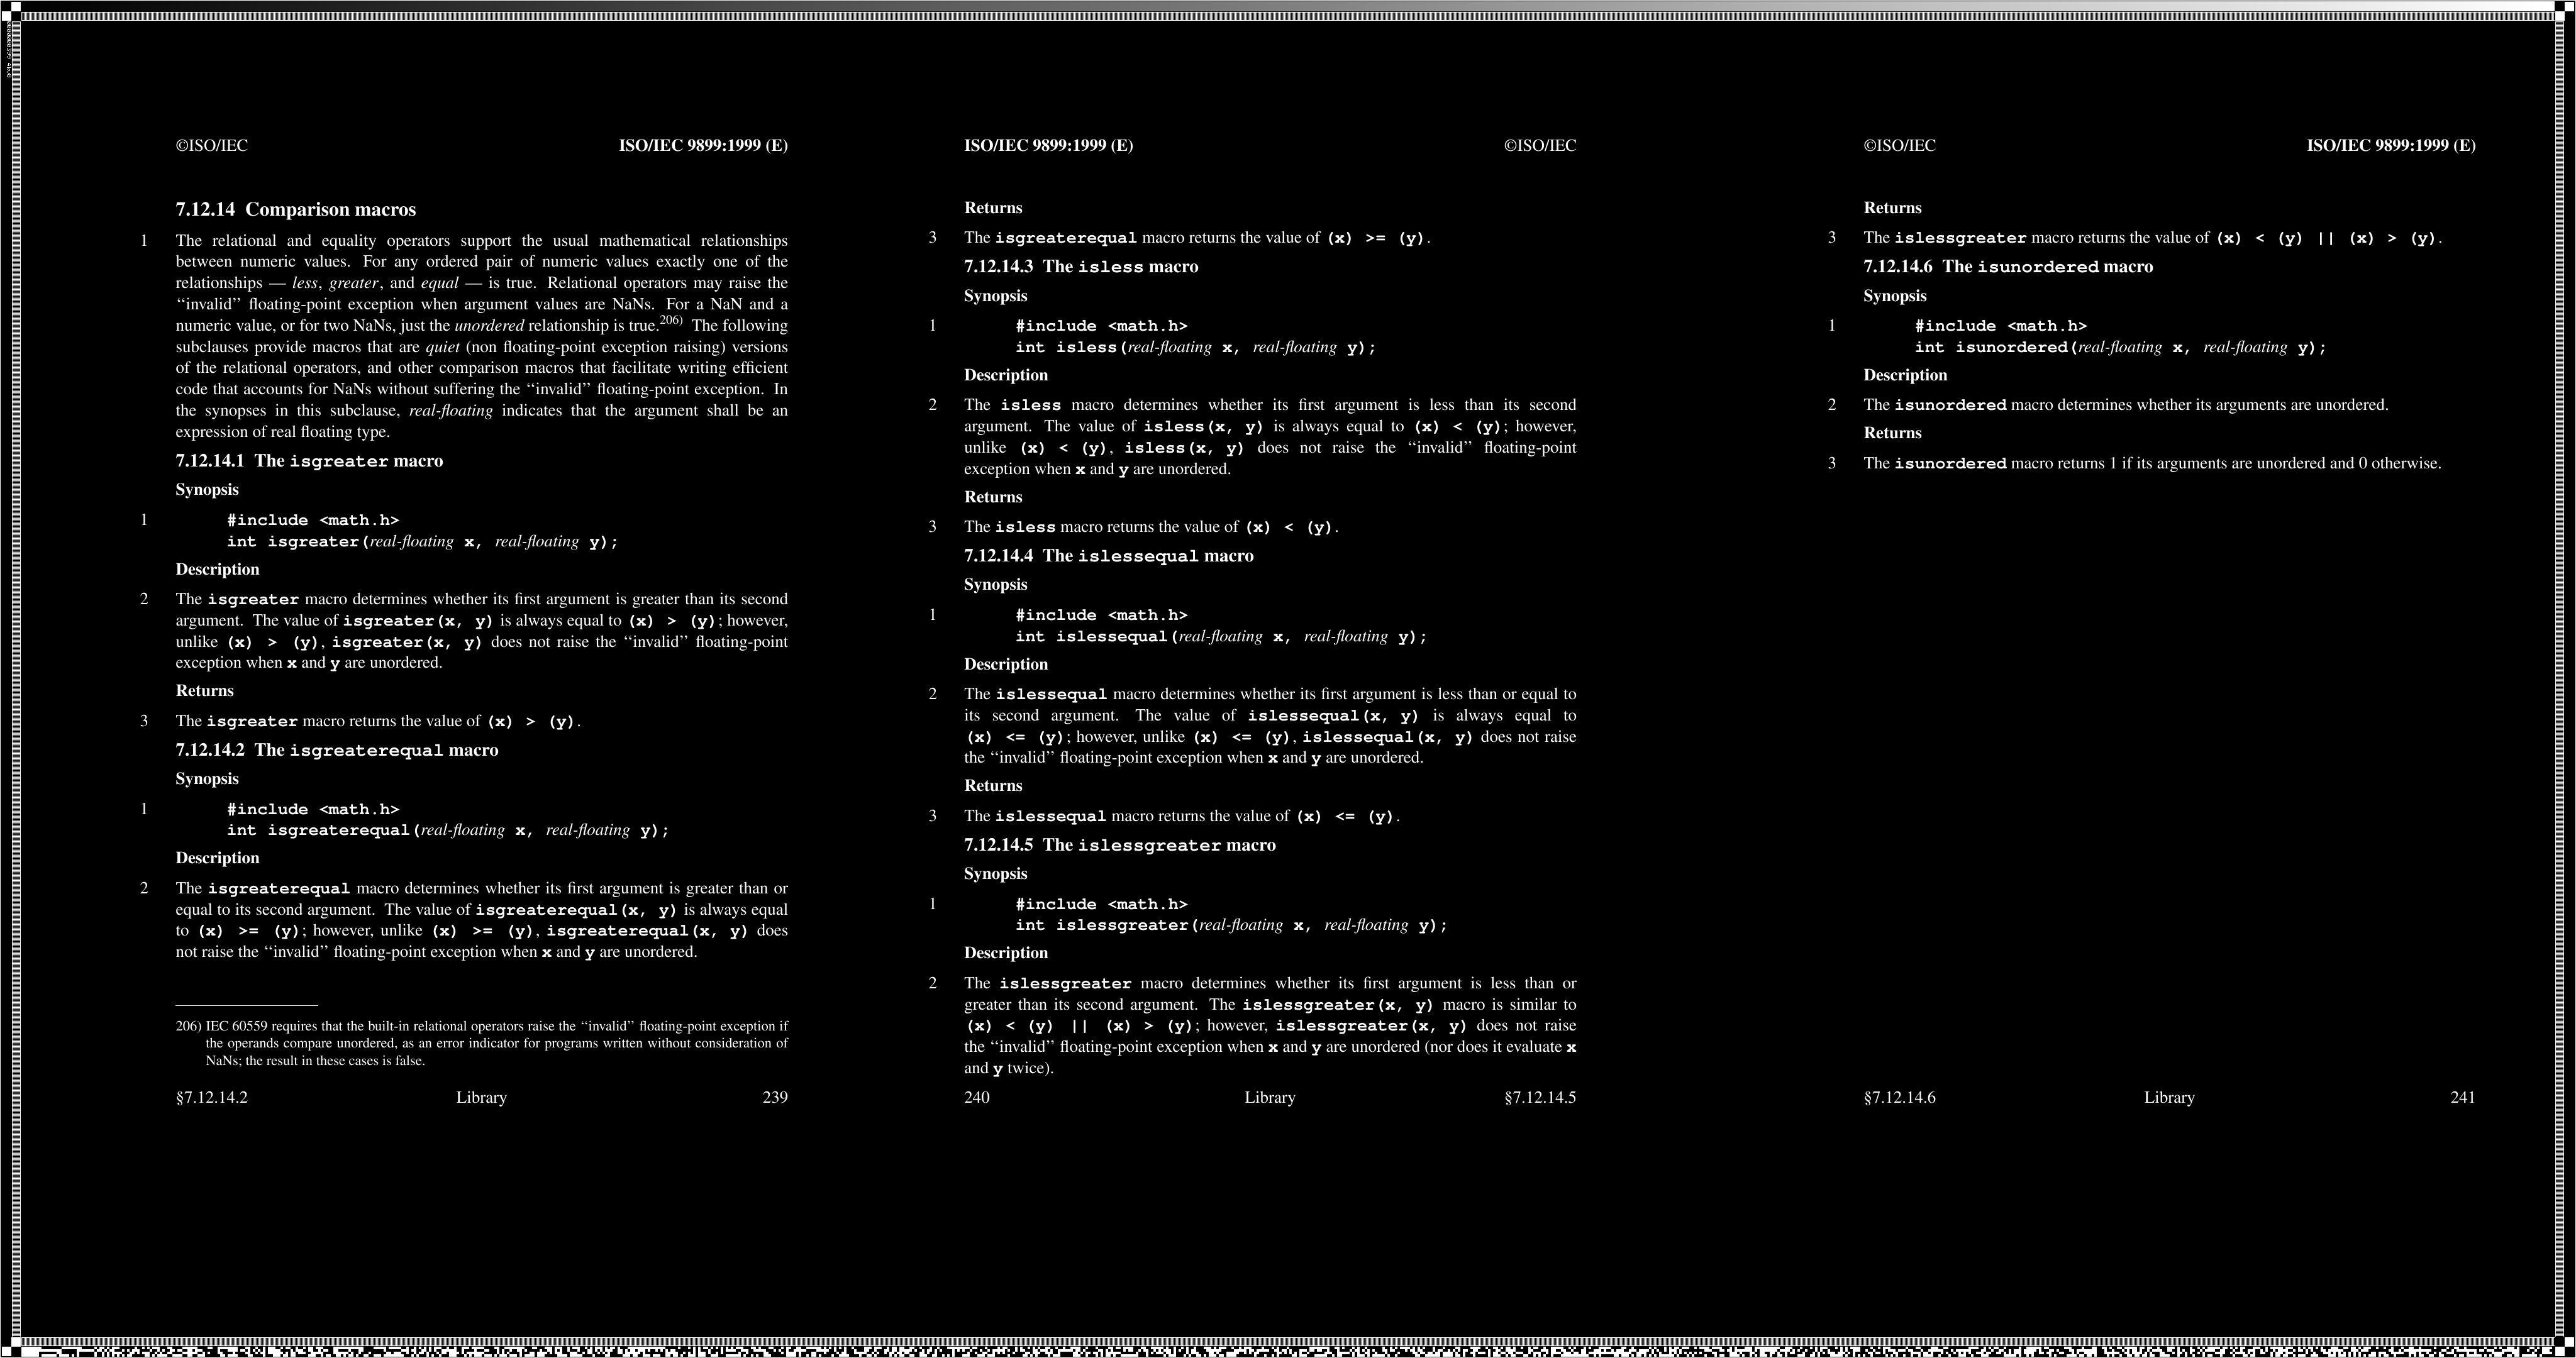 ©ISO/IEC ISO/IEC 9899:1999 (E)
7.12.14 Comparison macros
1 The relational and equality operators support the usual mathematical relationships
between numeric values. For any ordered pair of numeric values exactly one of the
relationships — less, greater, and equal — is true. Relational operators may raise the
‘‘invalid’’ floating-point exception when argument values are NaNs. For a NaN and a
numeric value, or for two NaNs, just the unordered relationship is true.206) The following
subclauses provide macros that are quiet (non floating-point exception raising) versions
of the relational operators, and other comparison macros that facilitate writing efficient
code that accounts for NaNs without suffering the ‘‘invalid’’ floating-point exception. In
the synopses in this subclause, real-floating indicates that the argument shall be an
expression of real floating type.
7.12.14.1 The isgreater macro
Synopsis
1 #include <math.h>
int isgreater(real-floating x, real-floating y);
Description
2 The isgreater macro determines whether its first argument is greater than its second
argument. The value of isgreater(x, y) is always equal to (x) > (y); however,
unlike (x) > (y), isgreater(x, y) does not raise the ‘‘invalid’’ floating-point
exception when x and y are unordered.
Returns
3 The isgreater macro returns the value of (x) > (y).
7.12.14.2 The isgreaterequal macro
Synopsis
1 #include <math.h>
int isgreaterequal(real-floating x, real-floating y);
Description
2 The isgreaterequal macro determines whether its first argument is greater than or
equal to its second argument. The value of isgreaterequal(x, y) is always equal
to (x) >= (y); however, unlike (x) >= (y), isgreaterequal(x, y) does
not raise the ‘‘invalid’’ floating-point exception when x and y are unordered.
206) IEC 60559 requires that the built-in relational operators raise the ‘‘invalid’’ floating-point exception if
the operands compare unordered, as an error indicator for programs written without consideration of
NaNs; the result in these cases is false.
§7.12.14.2 Library 239
ISO/IEC 9899:1999 (E) ©ISO/IEC
Returns
3 The isgreaterequal macro returns the value of (x) >= (y).
7.12.14.3 The isless macro
Synopsis
1 #include <math.h>
int isless(real-floating x, real-floating y);
Description
2 The isless macro determines whether its first argument is less than its second
argument. The value of isless(x, y) is always equal to (x) < (y); however,
unlike (x) < (y), isless(x, y) does not raise the ‘‘invalid’’ floating-point
exception when x and y are unordered.
Returns
3 The isless macro returns the value of (x) < (y).
7.12.14.4 The islessequal macro
Synopsis
1 #include <math.h>
int islessequal(real-floating x, real-floating y);
Description
2 The islessequal macro determines whether its first argument is less than or equal to
its second argument. The value of islessequal(x, y) is always equal to
(x) <= (y); however, unlike (x) <= (y), islessequal(x, y) does not raise
the ‘‘invalid’’ floating-point exception when x and y are unordered.
Returns
3 The islessequal macro returns the value of (x) <= (y).
7.12.14.5 The islessgreater macro
Synopsis
1 #include <math.h>
int islessgreater(real-floating x, real-floating y);
Description
2 The islessgreater macro determines whether its first argument is less than or
greater than its second argument. The islessgreater(x, y) macro is similar to
(x) < (y) || (x) > (y); however, islessgreater(x, y) does not raise
the ‘‘invalid’’ floating-point exception when x and y are unordered (nor does it evaluate x
and y twice).
240 Library §7.12.14.5
©ISO/IEC ISO/IEC 9899:1999 (E)
Returns
3 The islessgreater macro returns the value of (x) < (y) || (x) > (y).
7.12.14.6 The isunordered macro
Synopsis
1 #include <math.h>
int isunordered(real-floating x, real-floating y);
Description
2 The isunordered macro determines whether its arguments are unordered.
Returns
3 The isunordered macro returns 1 if its arguments are unordered and 0 otherwise.
§7.12.14.6 Library 241